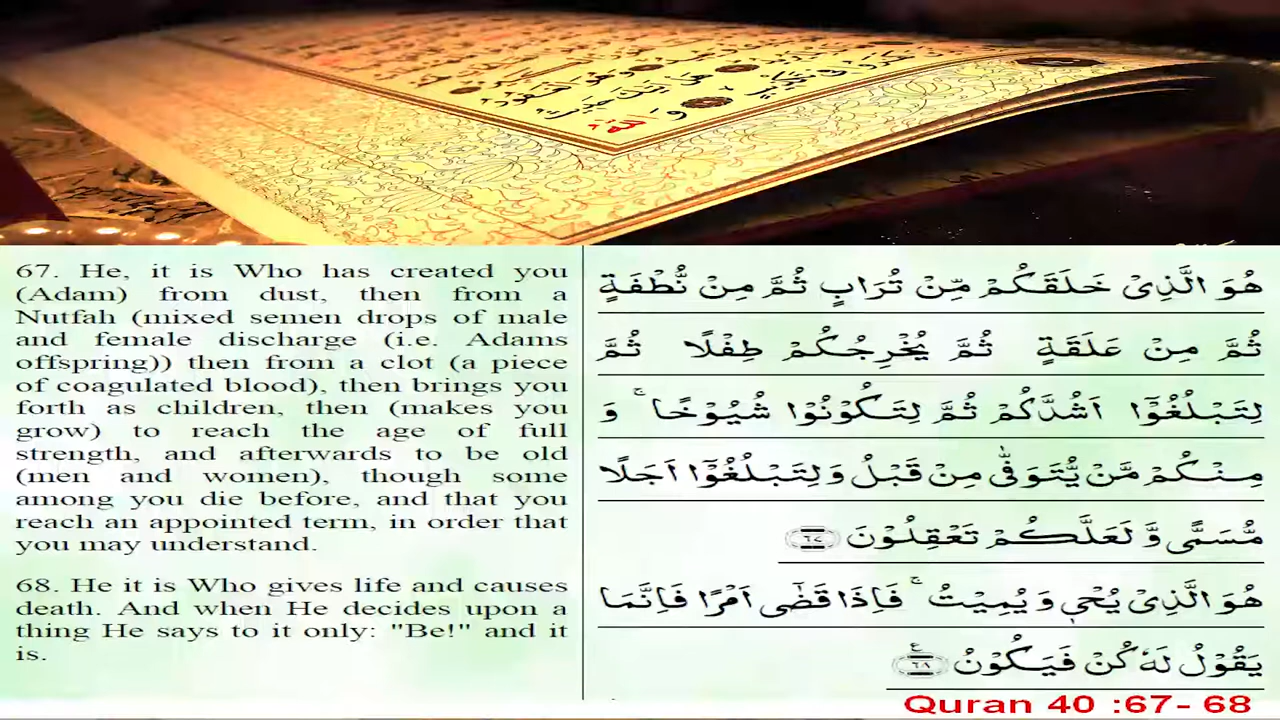 67. He, it is Who has created you
(Adam) from dust, then from a
Nutfah (mixed semen drops of male
and female discharge (i.e. Adams
offspring)) then from a clot (a piece
of coagulated blood), then brings you
forth as children, then (makes you
grow) to reach the age of full
strength, and afterwards to be old
(men and women), though some
among you die before, and that you
reach an appointed term, in order that
you may understand.
68. He it is Who gives life and causes
death. And when He decides upon a
thing He says to it only: "Be!" and it
is.
هُوَ الَّذِىْ خَلَقَكُمْ مِّنْ تُرَابٍ ثُمَّ مِنْ نُّطْفَةٍ
ثُمَّ مِنْ عَلَقَةٍ ثُمَّ يُخْرِجُكُمْ طِفْلًا ثُمَّ
لِتَبْلُغُوْۤا اَشُدَّكُمْ ثُمَّ لِتَكُوْنُوْا شُيُوْخًا ۚ وَ
مِنْكُمْ مَّنْ يُّتَوَفّٰى مِنْ قَبْلُ وَلِتَبْلُغُوْۤا اَجَلًا
مُّسَمًّى وَّ لَعَلَّكُمْ تَعْقِلُوْنَ ٦٧
هُوَ الَّذِىْ يُحْىٖ وَ يُمِيْتُ ۚ فَاِذَا قَضٰٓى اَمْرًا فَاِنَّمَا
يَقُوْلُ لَهٗ كُنْ فَيَكُوْنُ ٦٨ ع
Quran 40 :67- 68